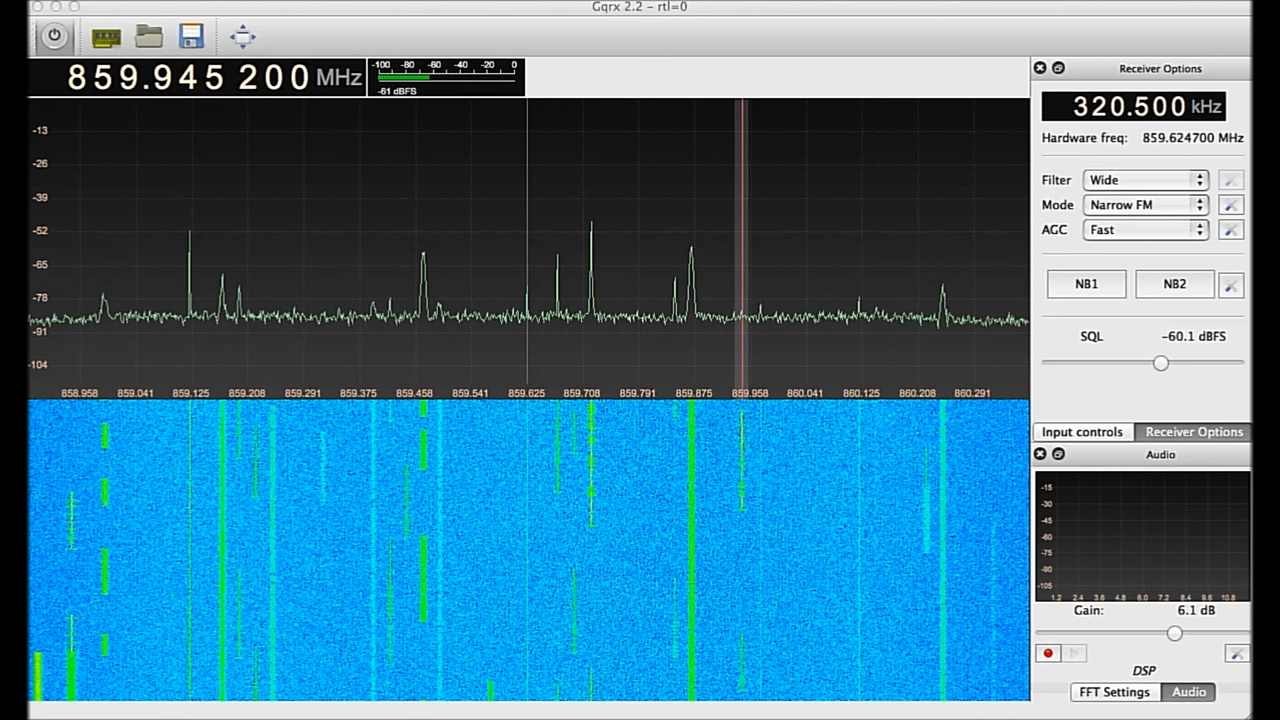 Gqrx 2.2 - rtl=0
859.945 200 MHz
-100 -80 -60 -40 -20 0
-61 dBFS
-13
-26
-39
-52
-65
-78
-91
-104
858.958 859.041 859.125 859.208 859.291 859.375 859.458 859.541 859.625 859.708 859.791 859.875 859.958 860.041 860.125 860.208 860.291
Receiver Options
320.500 kHz
Hardware freq: 859.624700 MHz
Filter Wide
Mode Narrow FM
AGC Fast
NB1 NB2
SQL -60.1 dBFS
Input controls Receiver Options
Audio
-15
-30
-45
-60
-75
-90
-105
1.2 2.4 3.6 4.8 6.0 7.2 8.4 9.6 10.8
Gain: 6.1 dB
DSP
FFT Settings Audio